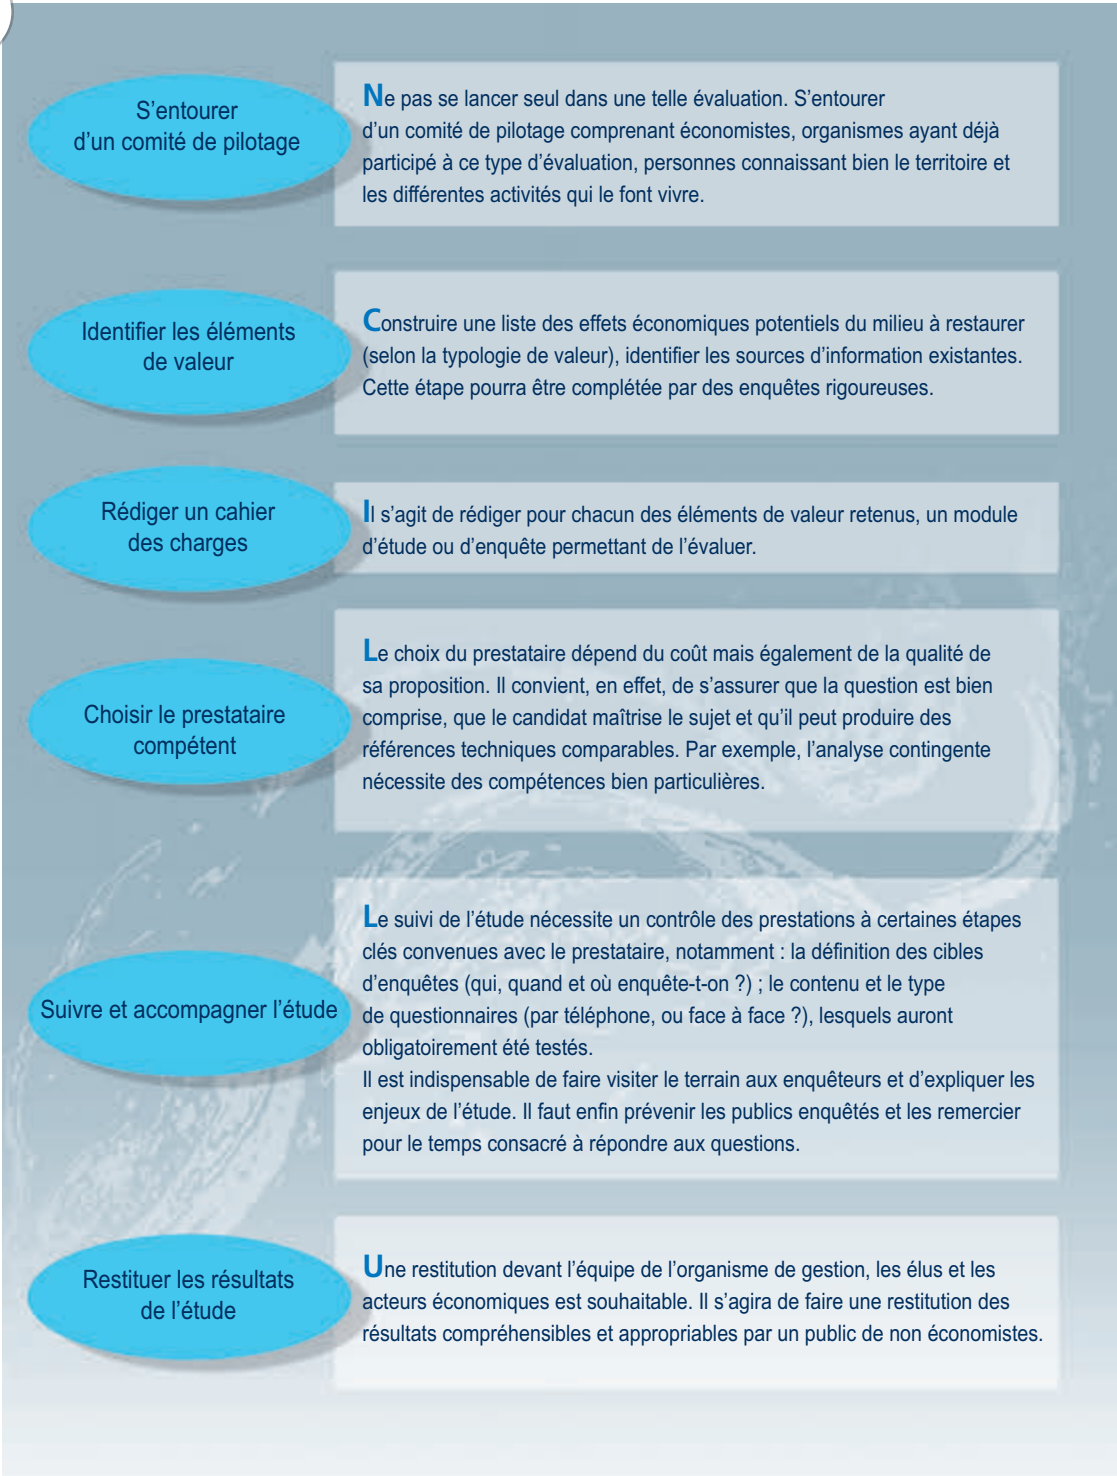 S’entourer
d’un comité de pilotage
Ne pas se lancer seul dans une telle évaluation. S’entourer
d’un comité de pilotage comprenant économistes, organismes ayant déjà
participé à ce type d’évaluation, personnes connaissant bien le territoire et
les différentes activités qui le font vivre.
Identifier les éléments
de valeur
Construire une liste des effets économiques potentiels du milieu à restaurer
(selon la typologie de valeur), identifier les sources d’information existantes.
Cette étape pourra être complétée par des enquêtes rigoureuses.
Rédiger un cahier
des charges
Il s’agit de rédiger pour chacun des éléments de valeur retenus, un module
d’étude ou d’enquête permettant de l’évaluer.
Choisir le prestataire
compétent
Le choix du prestataire dépend du coût mais également de la qualité de
sa proposition. Il convient, en effet, de s’assurer que la question est bien
comprise, que le candidat maîtrise le sujet et qu’il peut produire des
références techniques comparables. Par exemple, l’analyse contingente
nécessite des compétences bien particulières.
Suivre et accompagner l’étude
Le suivi de l’étude nécessite un contrôle des prestations à certaines étapes
clés convenues avec le prestataire, notamment : la définition des cibles
d’enquêtes (qui, quand et où enquête-t-on ?) ; le contenu et le type
de questionnaires (par téléphone, ou face à face ?), lesquels auront
obligatoirement été testés.
Il est indispensable de faire visiter le terrain aux enquêteurs et d’expliquer les
enjeux de l’étude. Il faut enfin prévenir les publics enquêtés et les remercier
pour le temps consacré à répondre aux questions.
Restituer les résultats
de l’étude
Une restitution devant l’équipe de l’organisme de gestion, les élus et les
acteurs économiques est souhaitable. Il s’agira de faire une restitution des
résultats compréhensibles et appropriables par un public de non économistes.